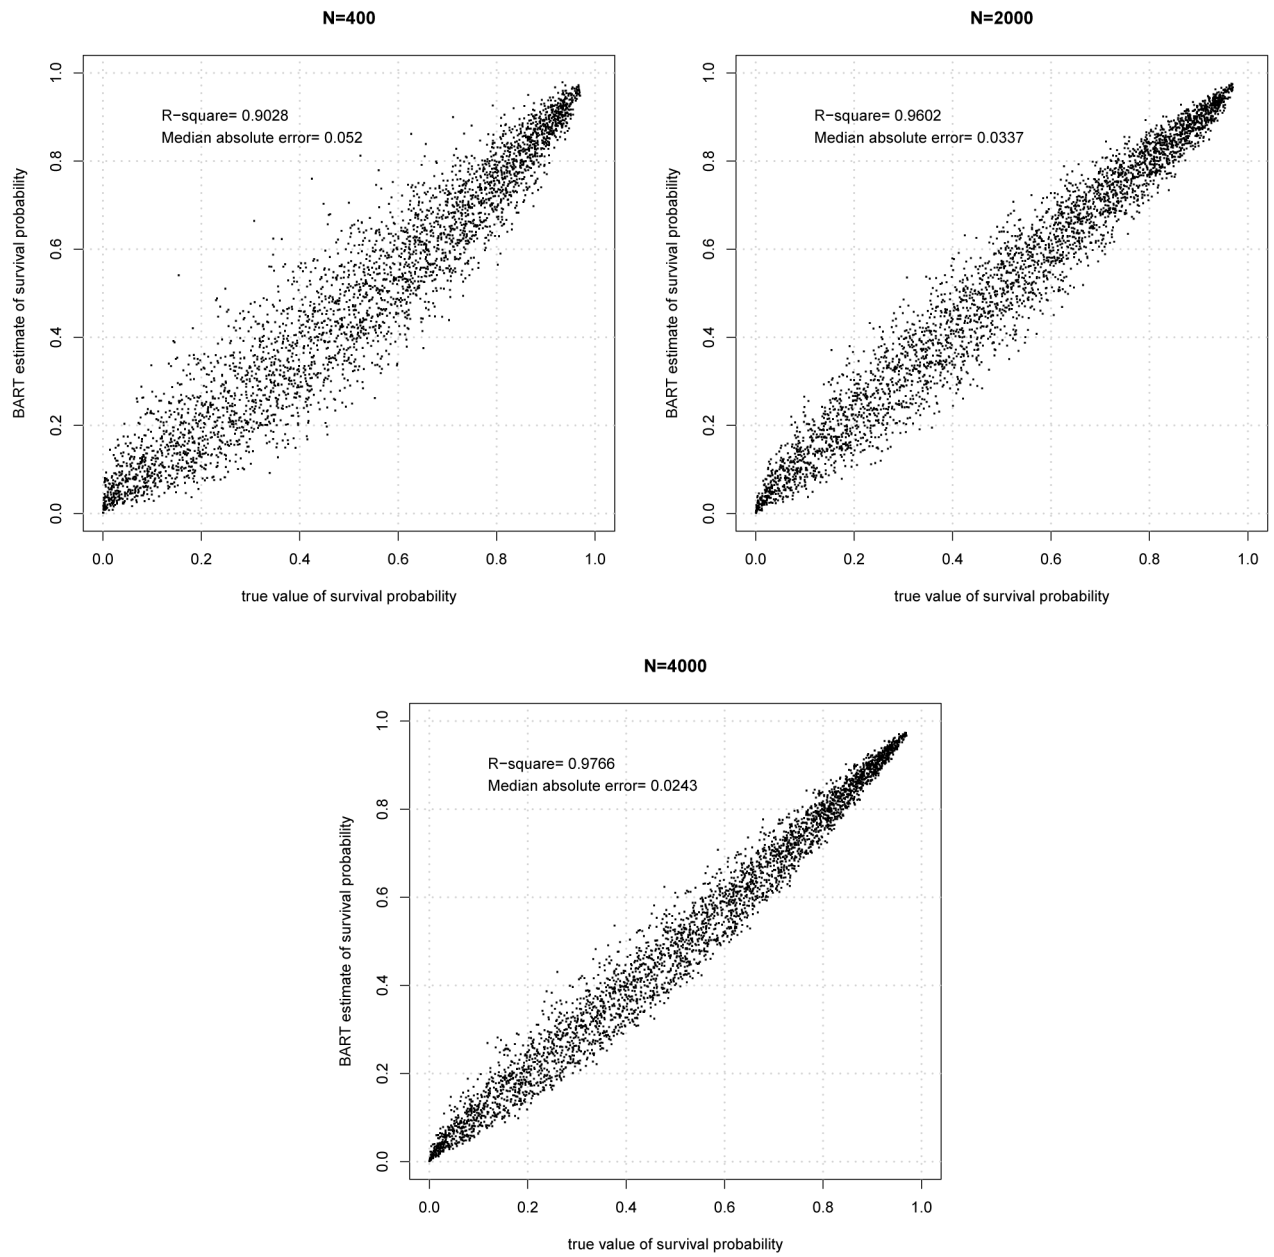 N=400
R−square= 0.9028
Median absolute error= 0.052
BART estimate of survival probability
1.0
0.8
0.6
0.4
0.2
0.0
0.0 0.2 0.4 0.6 0.8 1.0
true value of survival probability
N=2000
R−square= 0.9602
Median absolute error= 0.0337
BART estimate of survival probability
1.0
0.8
0.6
0.4
0.2
0.0
0.0 0.2 0.4 0.6 0.8 1.0
true value of survival probability
N=4000
R−square= 0.9766
Median absolute error= 0.0243
BART estimate of survival probability
1.0
0.8
0.6
0.4
0.2
0.0
0.0 0.2 0.4 0.6 0.8 1.0
true value of survival probability